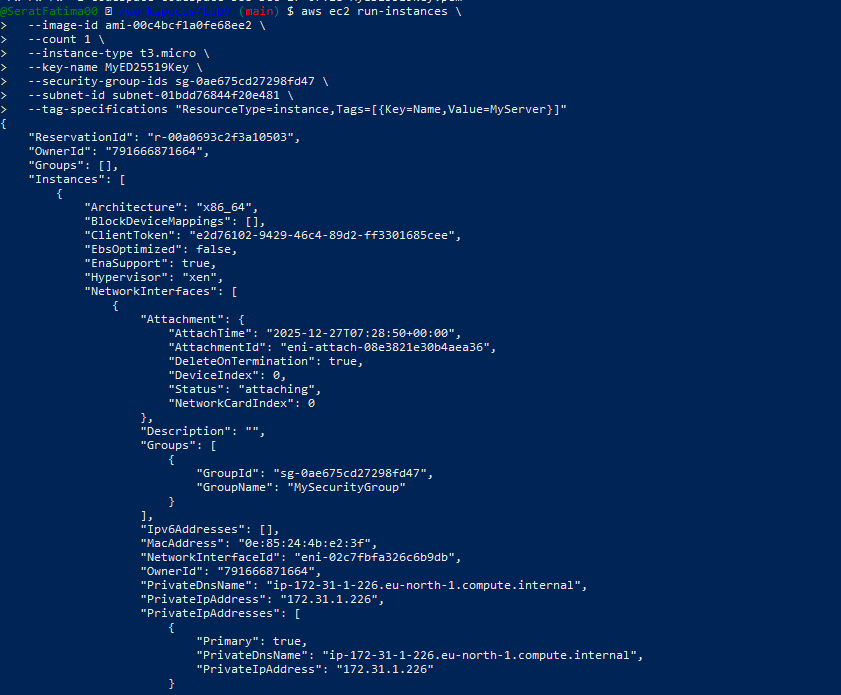 @SeratFatima00 (main) $ aws ec2 run-instances \
>   --image-id ami-00c4bcf1a0fe68ee2 \
>   --count 1 \
>   --instance-type t3.micro \
>   --key-name MyED25519Key \
>   --security-group-ids sg-0ae675cd27298fd47 \
>   --subnet-id subnet-01bdd76844f20e481 \
>   --tag-specifications "ResourceType=instance,Tags=[{Key=Name,Value=MyServer}]"
{
    "ReservationId": "r-00a0693c2f3a10503",
    "OwnerId": "791666871664",
    "Groups": [],
    "Instances": [
        {
            "Architecture": "x86_64",
            "BlockDeviceMappings": [],
            "ClientToken": "e2d76102-9429-46c4-89d2-ff3301685cee",
            "EbsOptimized": false,
            "EnaSupport": true,
            "Hypervisor": "xen",
            "NetworkInterfaces": [
                {
                    "Attachment": {
                        "AttachTime": "2025-12-27T07:28:50+00:00",
                        "AttachmentId": "eni-attach-08e3821e30b4aea36",
                        "DeleteOnTermination": true,
                        "DeviceIndex": 0,
                        "Status": "attaching",
                        "NetworkCardIndex": 0
                    },
                    "Description": "",
                    "Groups": [
                        {
                            "GroupId": "sg-0ae675cd27298fd47",
                            "GroupName": "MySecurityGroup"
                        }
                    ],
                    "Ipv6Addresses": [],
                    "MacAddress": "0e:85:24:4b:e2:3f",
                    "NetworkInterfaceId": "eni-02c7fbfa326c6b9db",
                    "OwnerId": "791666871664",
                    "PrivateDnsName": "ip-172-31-1-226.eu-north-1.compute.internal",
                    "PrivateIpAddress": "172.31.1.226",
                    "PrivateIpAddresses": [
                        {
                            "Primary": true,
                            "PrivateDnsName": "ip-172-31-1-226.eu-north-1.compute.internal",
                            "PrivateIpAddress": "172.31.1.226"
                        }